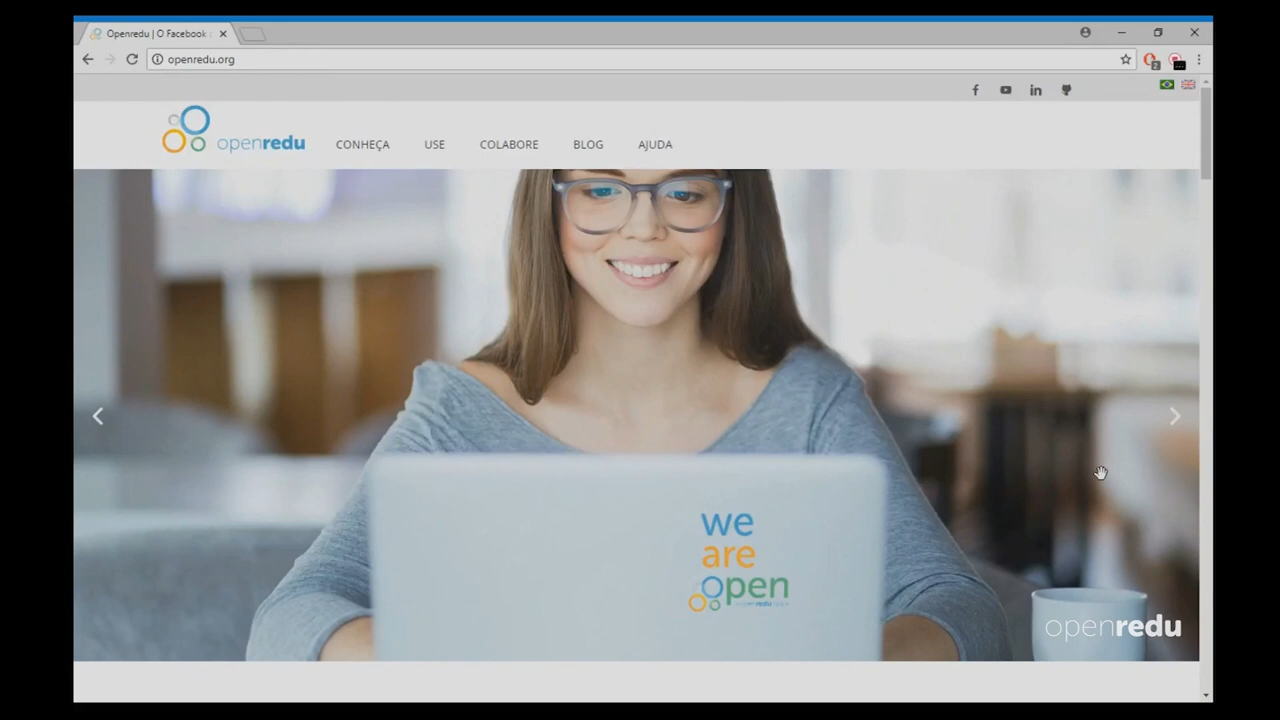 Openredu | O Facebook
openredu.org
openredu
CONHEÇA
USE
COLABORE
BLOG
AJUDA
we
are
open
openredu